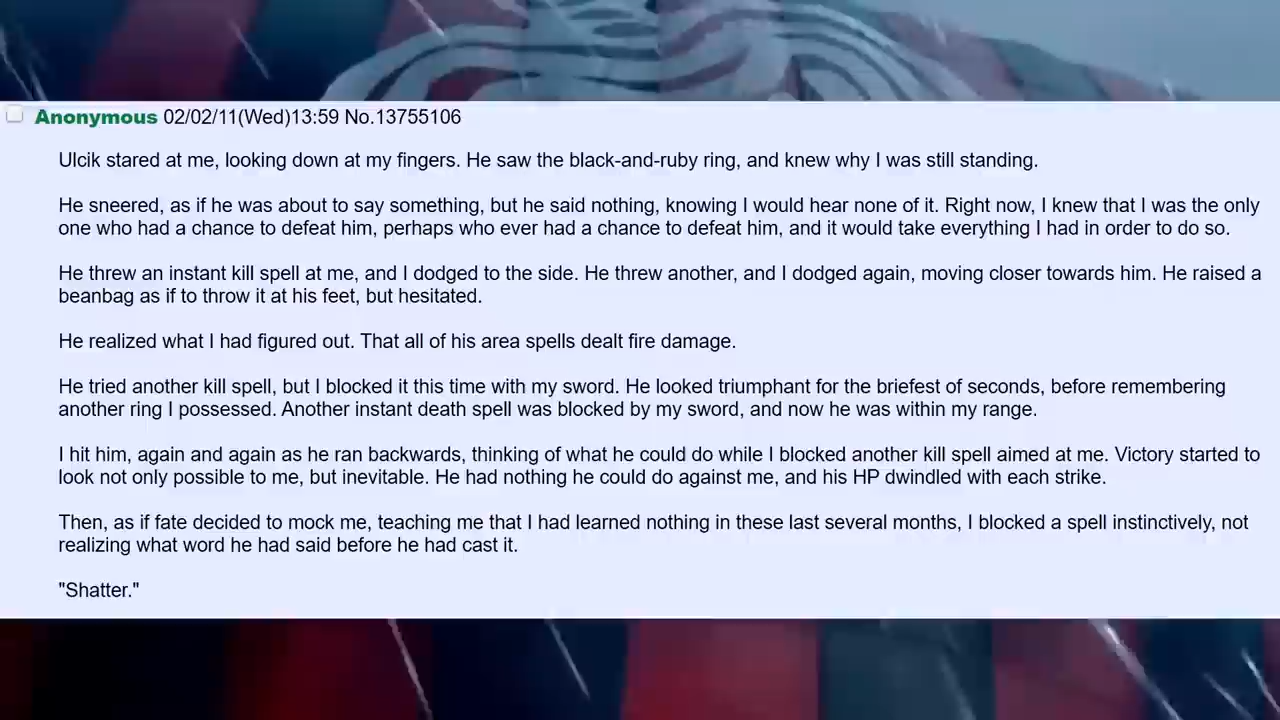 Anonymous 02/02/11(Wed)13:59 No.13755106
Ulcik stared at me, looking down at my fingers. He saw the black-and-ruby ring, and knew why I was still standing.
He sneered, as if he was about to say something, but he said nothing, knowing I would hear none of it. Right now, I knew that I was the only
one who had a chance to defeat him, perhaps who ever had a chance to defeat him, and it would take everything I had in order to do so.
He threw an instant kill spell at me, and I dodged to the side. He threw another, and I dodged again, moving closer towards him. He raised a
beanbag as if to throw it at his feet, but hesitated.
He realized what I had figured out. That all of his area spells dealt fire damage.
He tried another kill spell, but I blocked it this time with my sword. He looked triumphant for the briefest of seconds, before remembering
another ring I possessed. Another instant death spell was blocked by my sword, and now he was within my range.
I hit him, again and again as he ran backwards, thinking of what he could do while I blocked another kill spell aimed at me. Victory started to
look not only possible to me, but inevitable. He had nothing he could do against me, and his HP dwindled with each strike.
Then, as if fate decided to mock me, teaching me that I had learned nothing in these last several months, I blocked a spell instinctively, not
realizing what word he had said before he had cast it.
"Shatter."